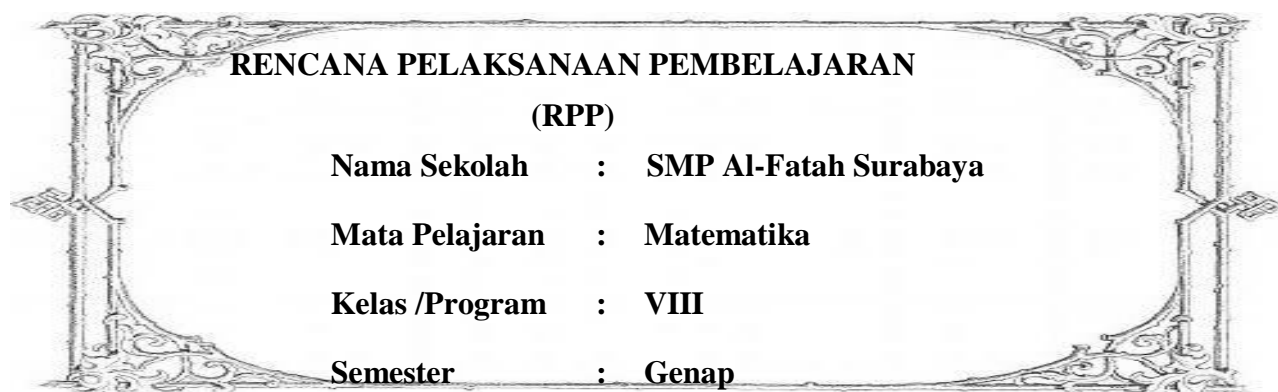 RENCANA PELAKSANAAN PEMBELAJARAN
(RPP)
Nama Sekolah : SMP Al-Fatah Surabaya
Mata Pelajaran : Matematika
Kelas /Program : VIII
Semester : Genap